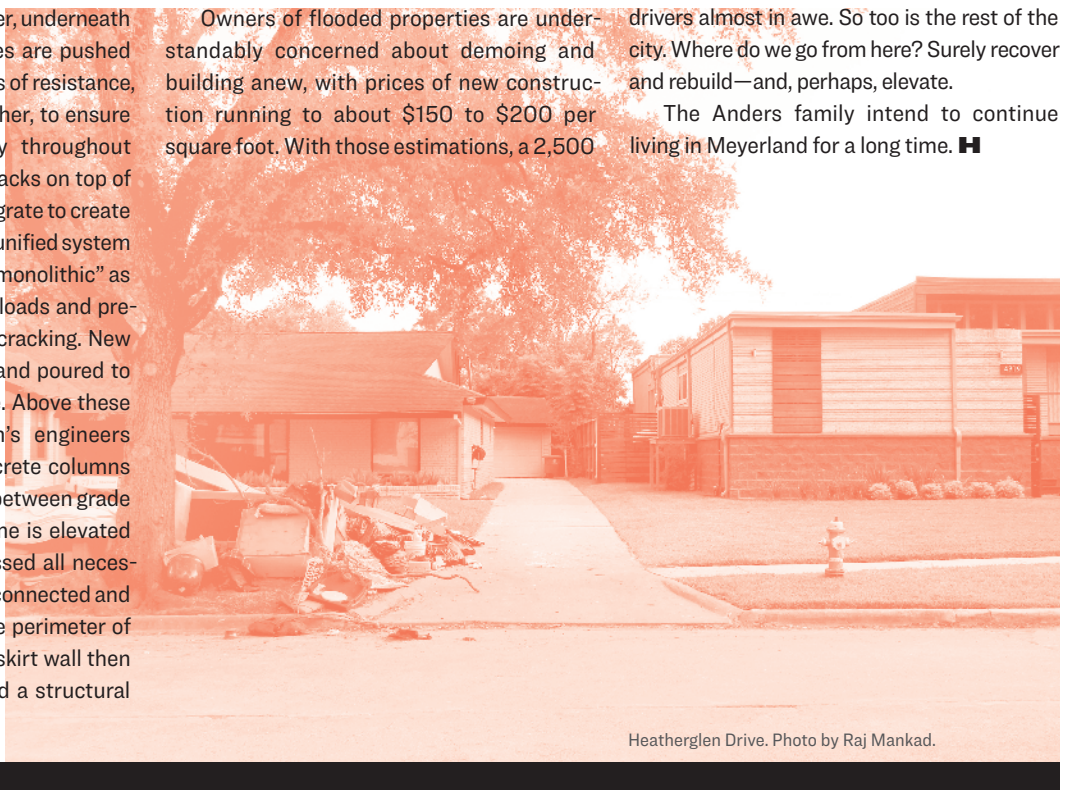 er, underneath
es are pushed
s of resistance,
her, to ensure
y throughout
acks on top of
grate to create
unified system
monolithic” as
loads and pre-
cracking. New
and poured to
. Above these
n’s engineers
crete columns
between grade
ne is elevated
ssed all neces-
connected and
e perimeter of
skirt wall then
d a structural
Owners of flooded properties are under-
standably concerned about demoing and
building anew, with prices of new construc-
tion running to about $150 to $200 per
square foot. With those estimations, a 2,500
drivers almost in awe. So too is the rest of the
city. Where do we go from here? Surely recover
and rebuild—and, perhaps, elevate.
The Anders family intend to continue
living in Meyerland for a long time. H
Heatherglen Drive. Photo by Raj Mankad.